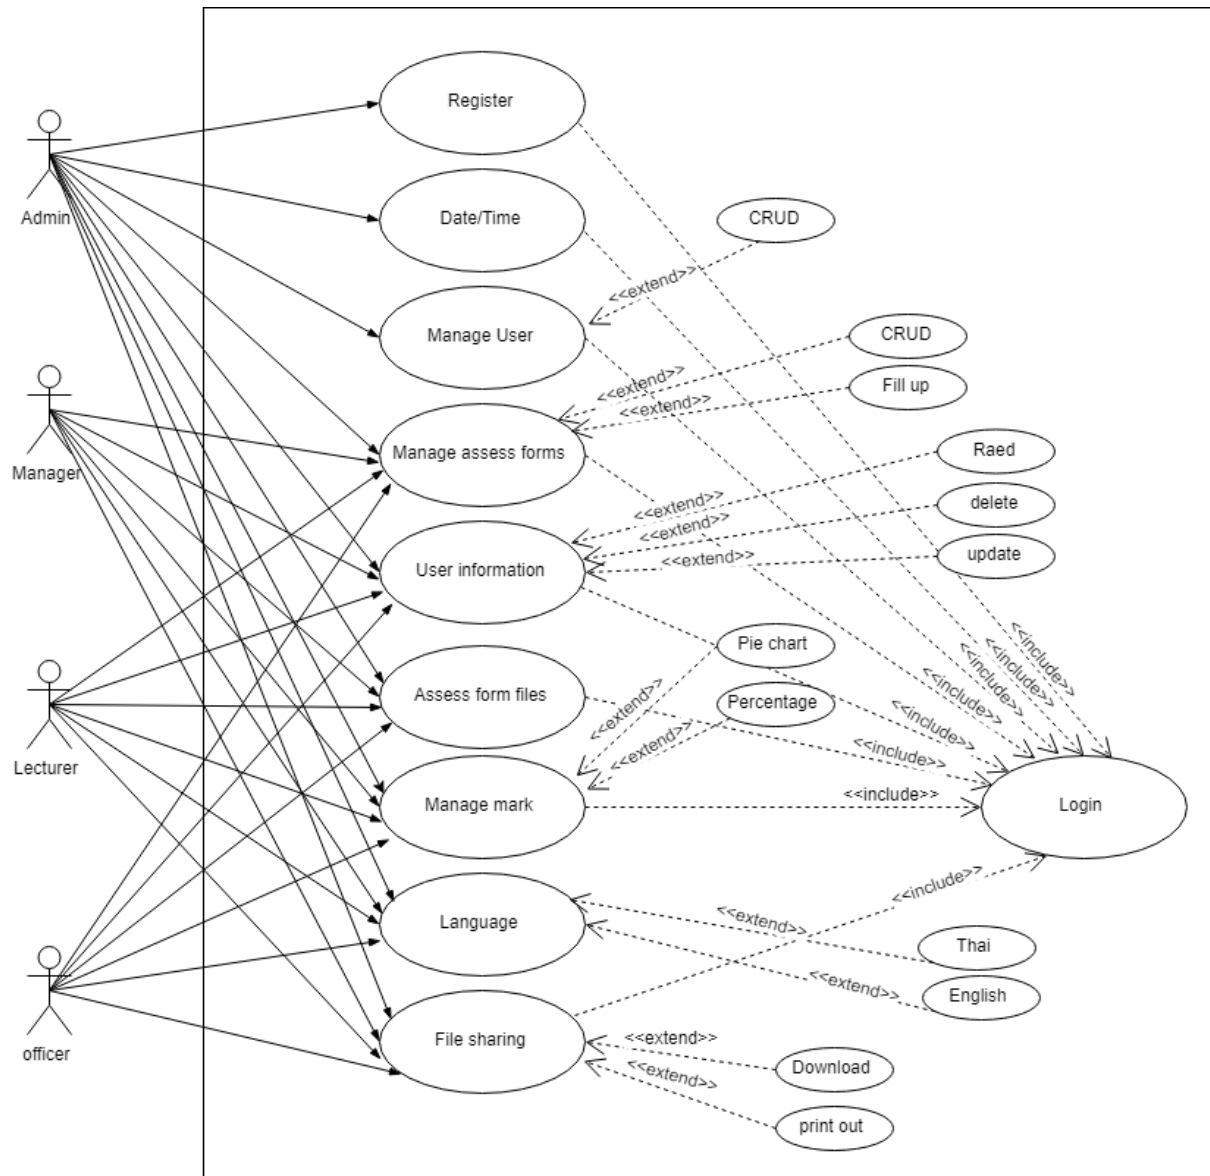 Register
Admin
Date/Time
CRUD
<<extend>>
Manage User
CRUD
<<extend>>
Fill up
<<extend>>
Manager
Manage assess forms
Raed
<<extend>>
delete
<<extend>>
update
<<extend>>
User information
Pie chart
<<include>>
<<include>>
<<include>>
<<include>>
<<include>>
Lecturer
Assess form files
Percentage
<<extend>>
<<extend>>
<<include>>
Manage mark
<<include>>
Login
<<include>>
Language
<<extend>>
Thai
<<extend>>
English
officer
File sharing
<<extend>>
Download
<<extend>>
print out